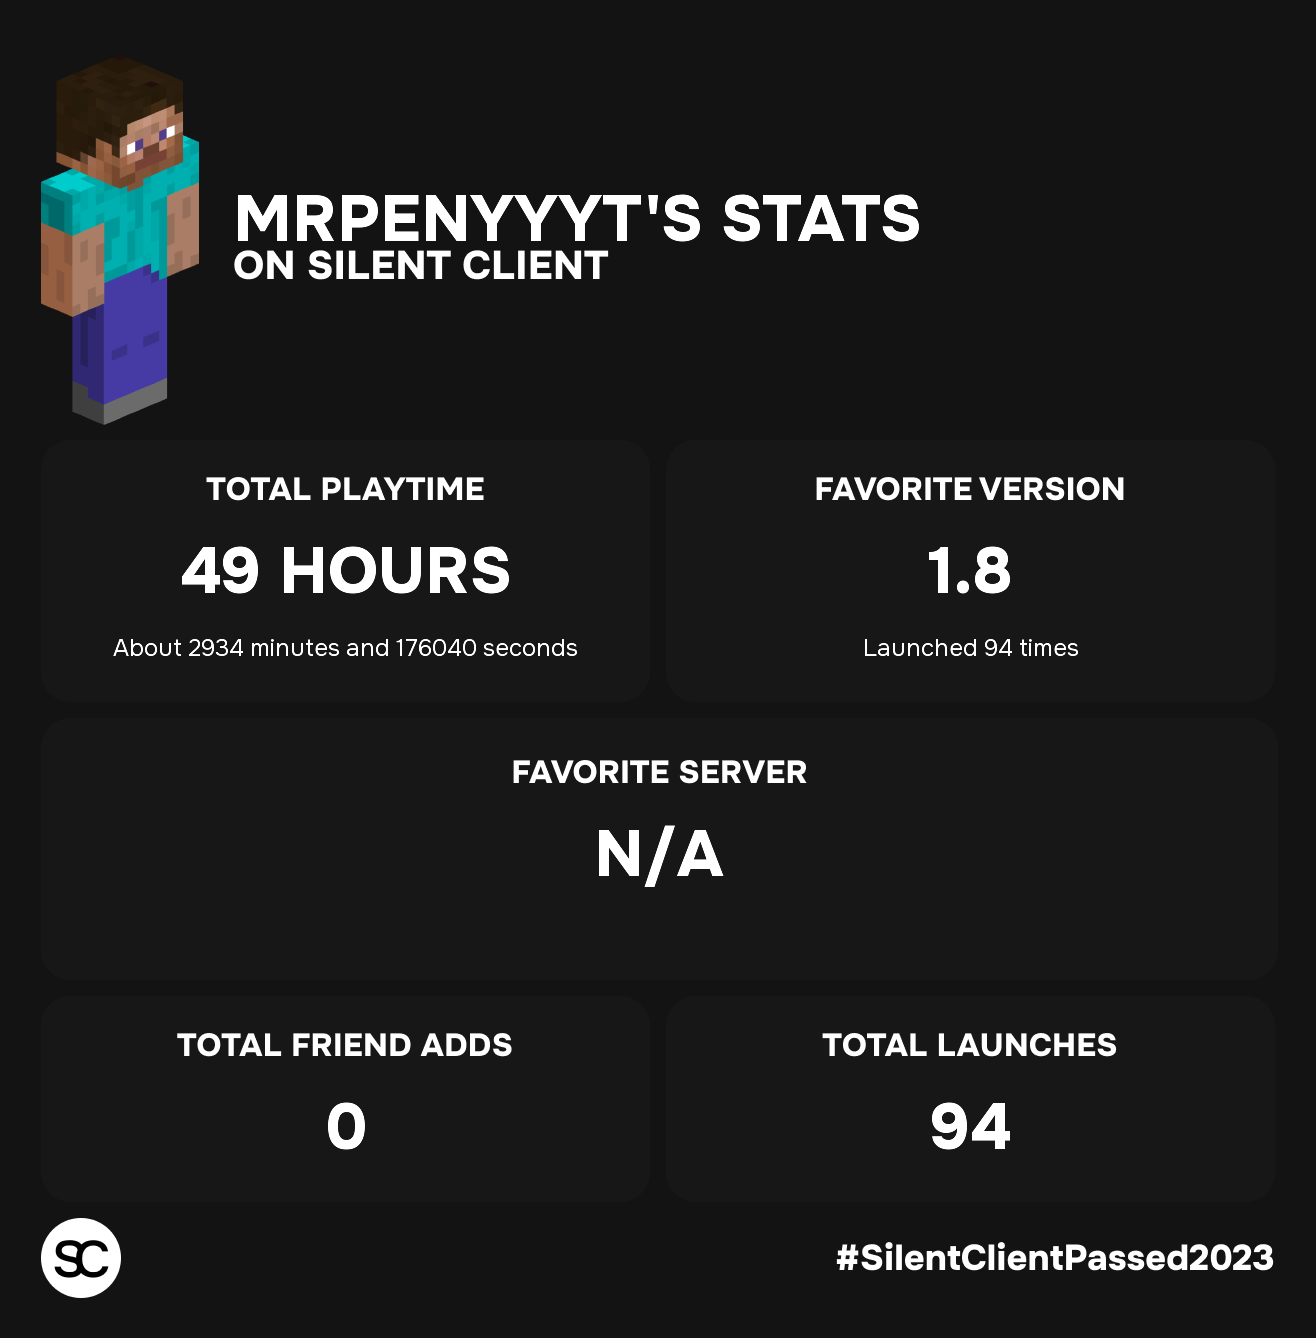 MRPENYYYT'S STATS
ON SILENT CLIENT
TOTAL PLAYTIME
49 HOURS
About 2934 minutes and 176040 seconds
FAVORITE VERSION
1.8
Launched 94 times
FAVORITE SERVER
N/A
TOTAL FRIEND ADDS
0
TOTAL LAUNCHES
94
SC
#SilentClientPassed2023